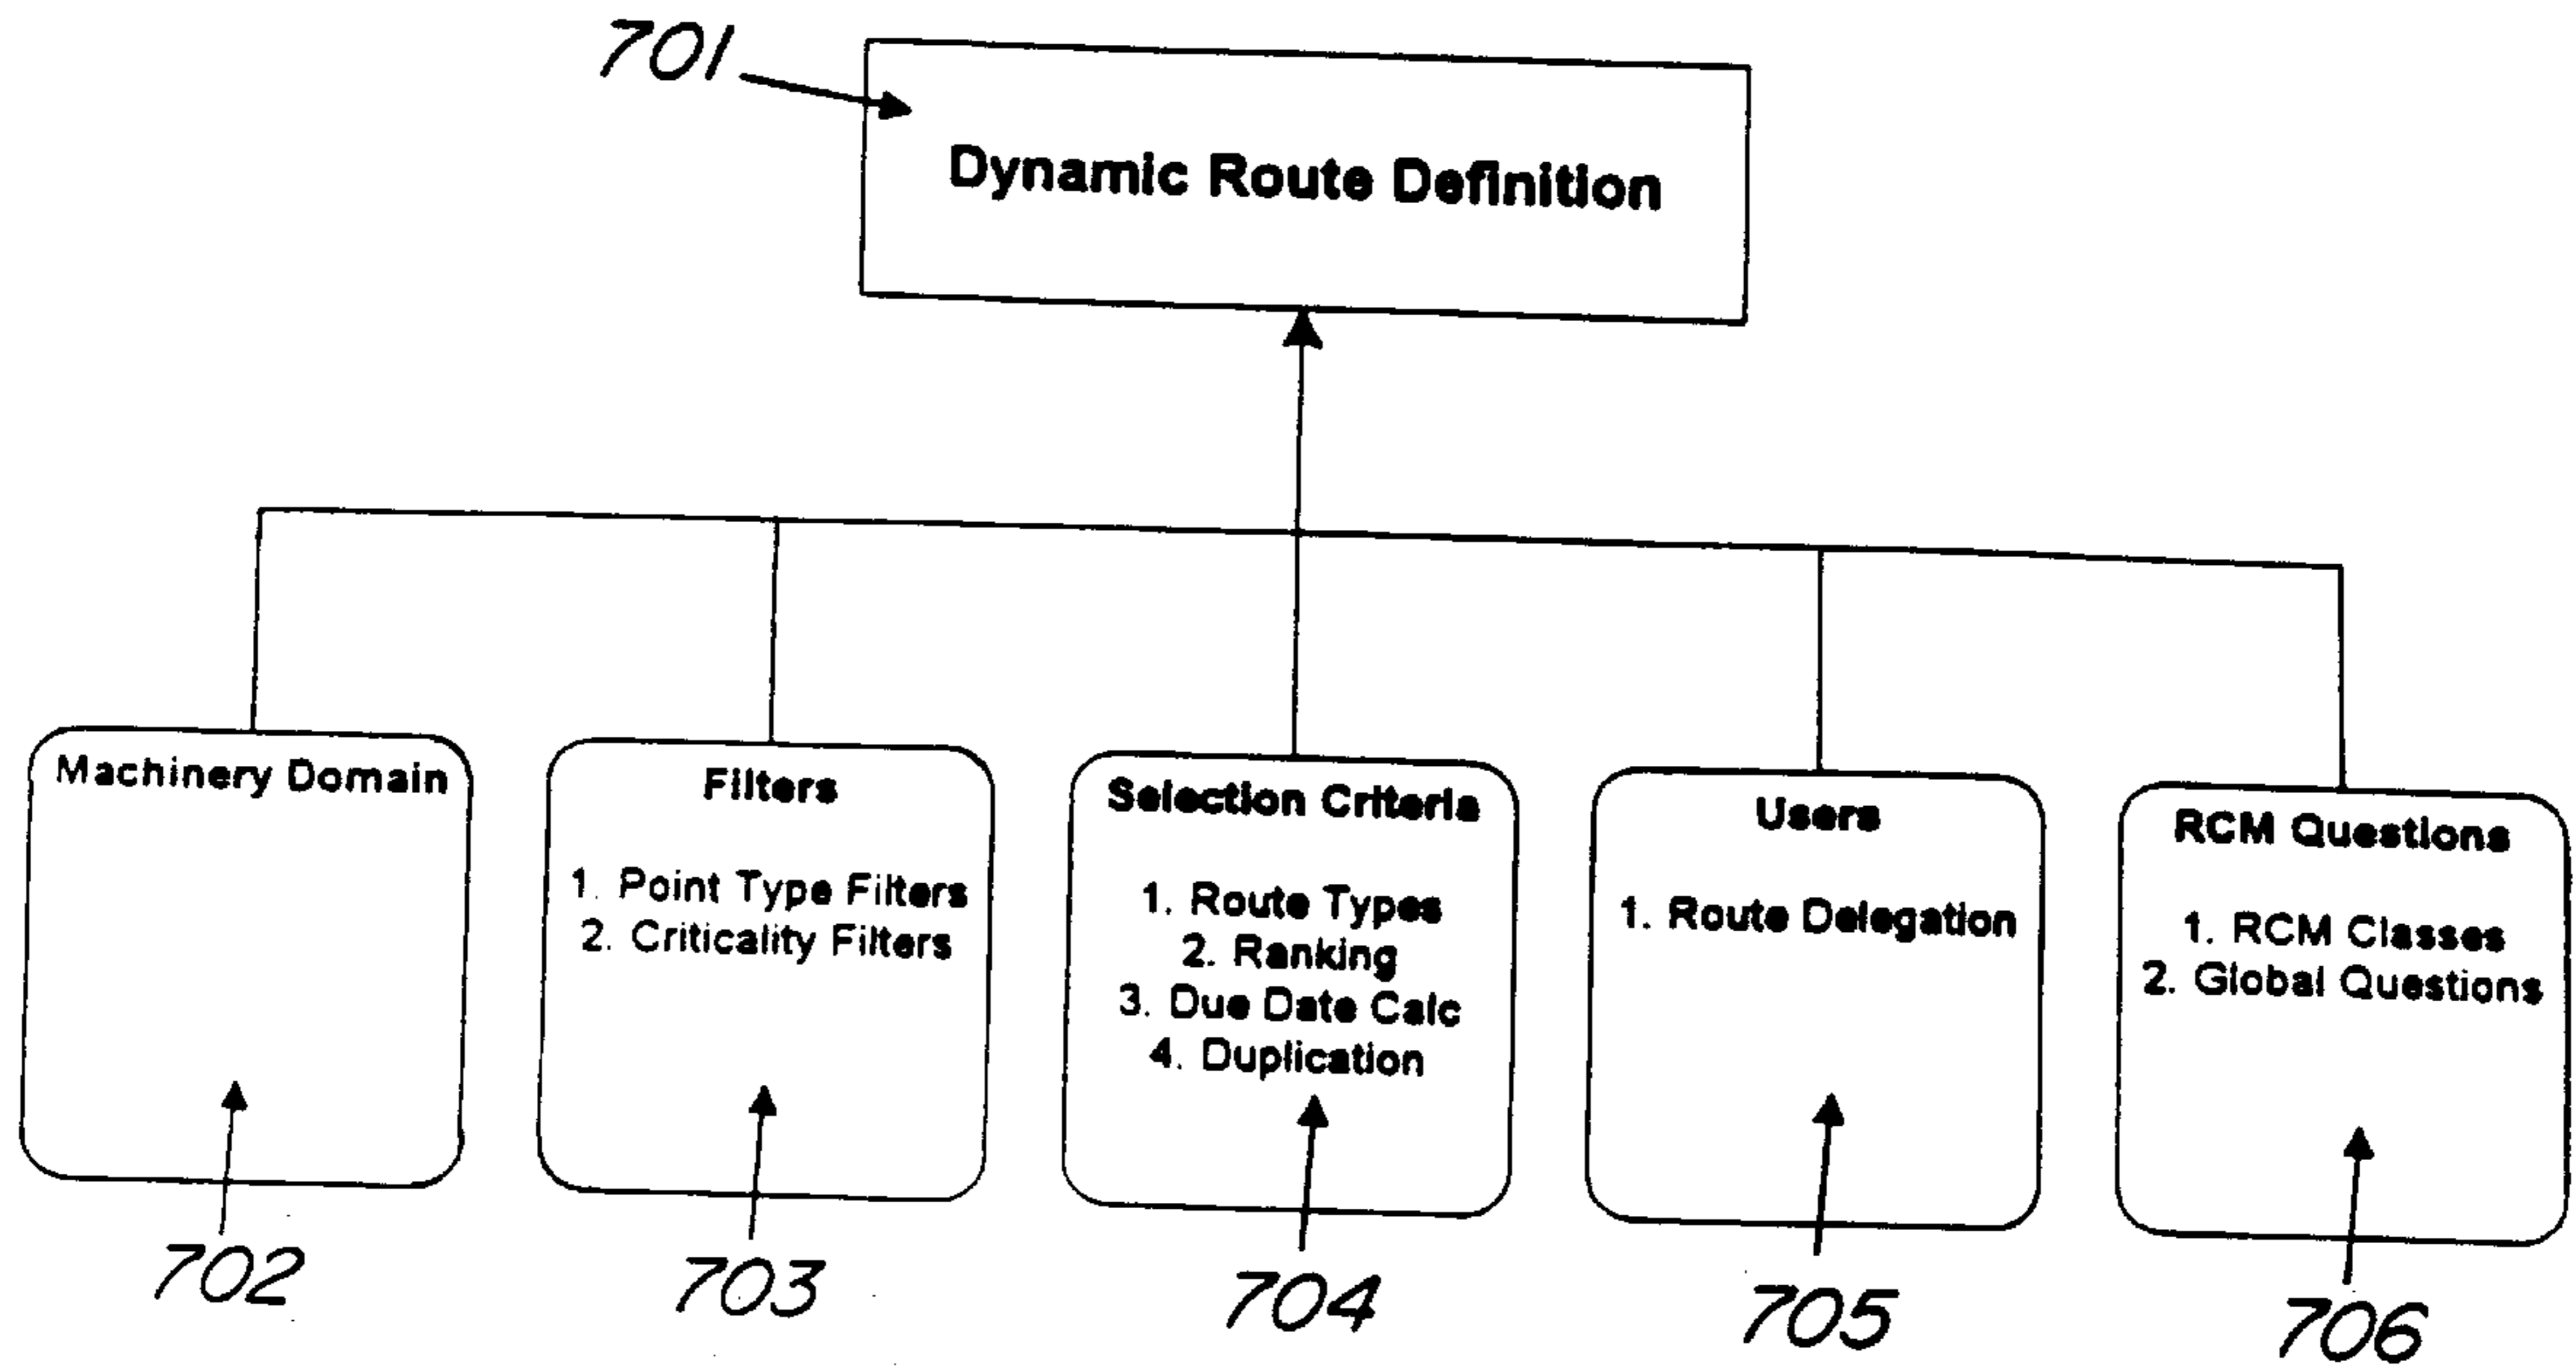 701
Dynamic Route Definition
Machinery Domain
Filters
1. Point Type Filters
2. Criticality Filters
Selection Criteria
1. Route Types
2. Ranking
3. Due Date Calc
4. Duplication
Users
1. Route Delegation
RCM Questions
1. RCM Classes
2. Global Questions
702
703
704
705
706